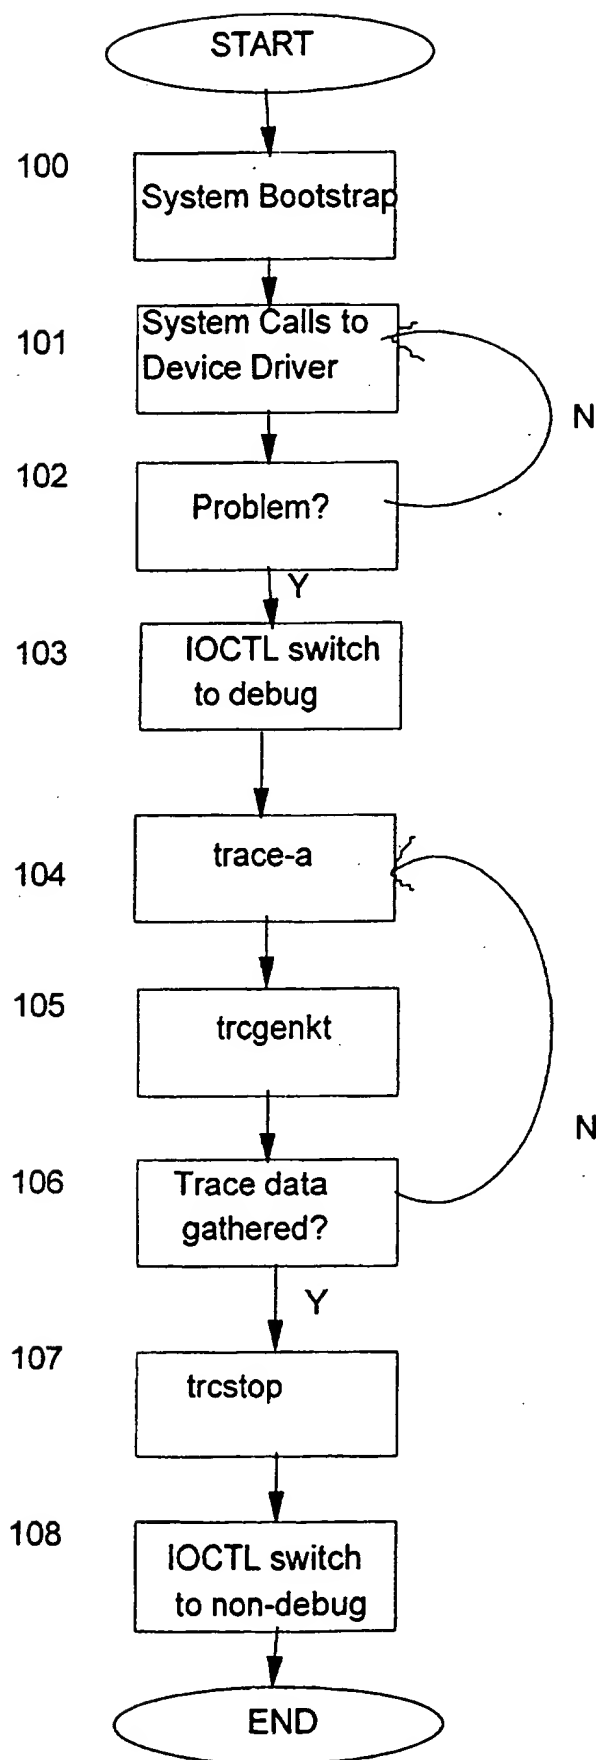 START
100
System Bootstrap
101
System Calls to
Device Driver
N
102
Problem?
Y
103
IOCTL switch
to debug
104
trace-a
105
trcgenkt
N
106
Trace data
gathered?
Y
107
trcstop
108
IOCTL switch
to non-debug
END